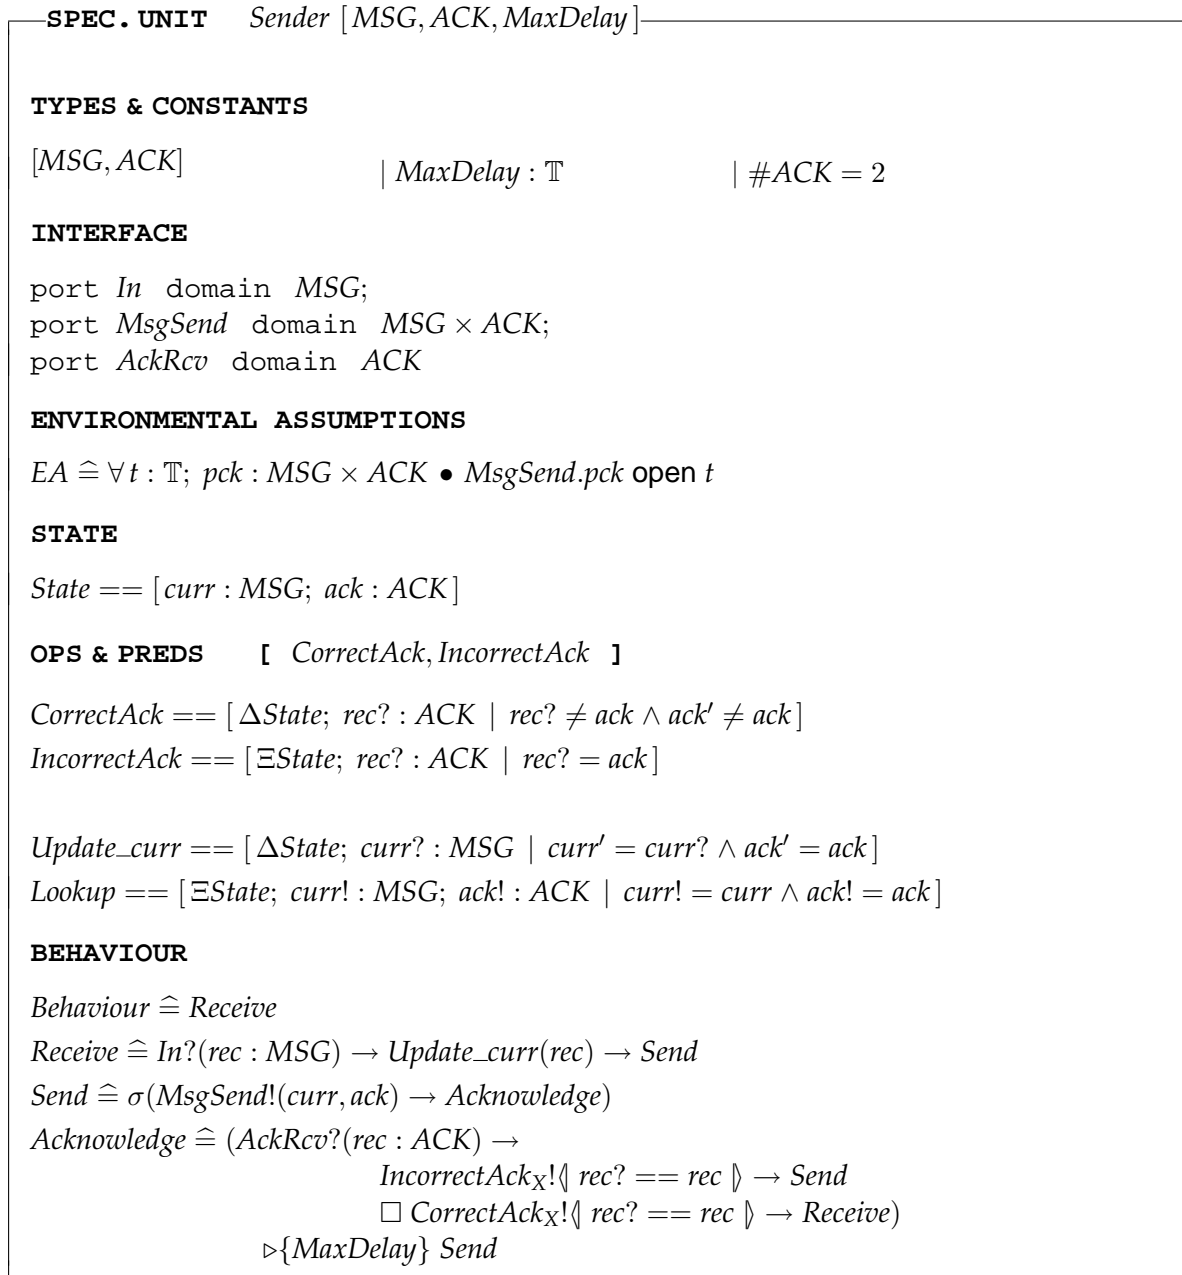 SPEC.UNIT Sender [MSG, ACK, MaxDelay]
TYPES & CONSTANTS
[MSG, ACK] | MaxDelay : 𝕋 | #ACK = 2
INTERFACE
port In domain MSG;
port MsgSend domain MSG × ACK;
port AckRcv domain ACK
ENVIRONMENTAL ASSUMPTIONS
EA ≙ ∀ t : 𝕋; pck : MSG × ACK • MsgSend.pck open t
STATE
State == [curr : MSG; ack : ACK]
OPS & PREDS [ CorrectAck, IncorrectAck ]
CorrectAck == [ΔState; rec? : ACK | rec? ≠ ack ∧ ack′ ≠ ack]
IncorrectAck == [ΞState; rec? : ACK | rec? = ack]
Update_curr == [ΔState; curr? : MSG | curr′ = curr? ∧ ack′ = ack]
Lookup == [ΞState; curr! : MSG; ack! : ACK | curr! = curr ∧ ack! = ack]
BEHAVIOUR
Behaviour ≙ Receive
Receive ≙ In?(rec : MSG) → Update_curr(rec) → Send
Send ≙ σ(MsgSend!(curr, ack) → Acknowledge)
Acknowledge ≙ (AckRcv?(rec : ACK) →
IncorrectAckX!⦉ rec? == rec ⦊ → Send
□ CorrectAckX!⦉ rec? == rec ⦊ → Receive)
▷{MaxDelay} Send